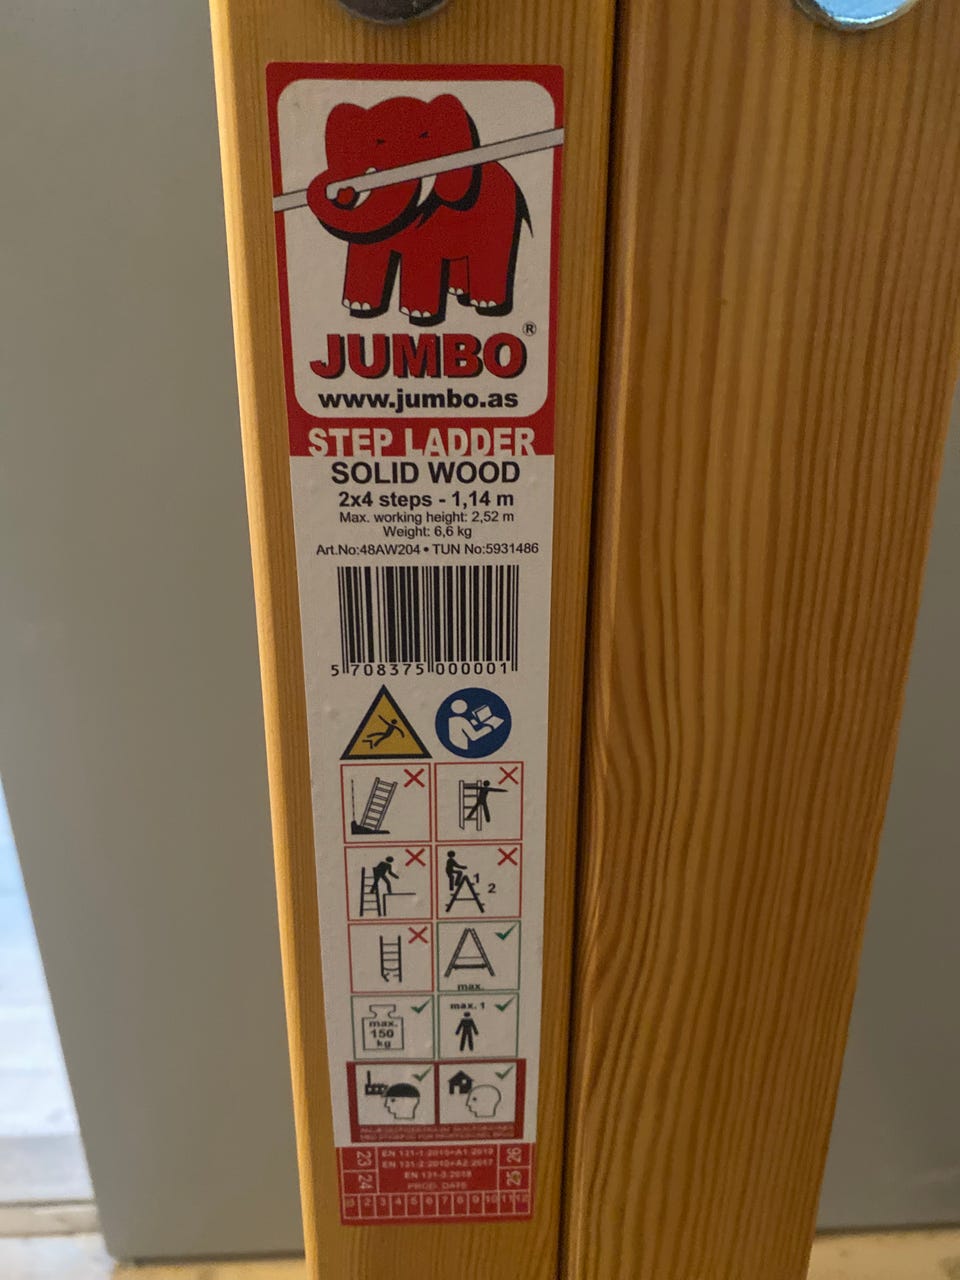 JUMBO®
www.jumbo.as
STEP LADDER
SOLID WOOD
2x4 steps - 1,14 m
Max. working height: 2,52 m
Weight: 6,6 kg
Art.No:48AW204 • TUN No:5931486
5 708375 000001
1
2
max.
max.
150
kg
max. 1
23
24
EN 131-1:2015+A1:2019
EN 131-2:2010+A2:2017
EN 131-3:2018
PROD. DATE
25
26
2 3 4 5 6 7 8 9 10 11 12